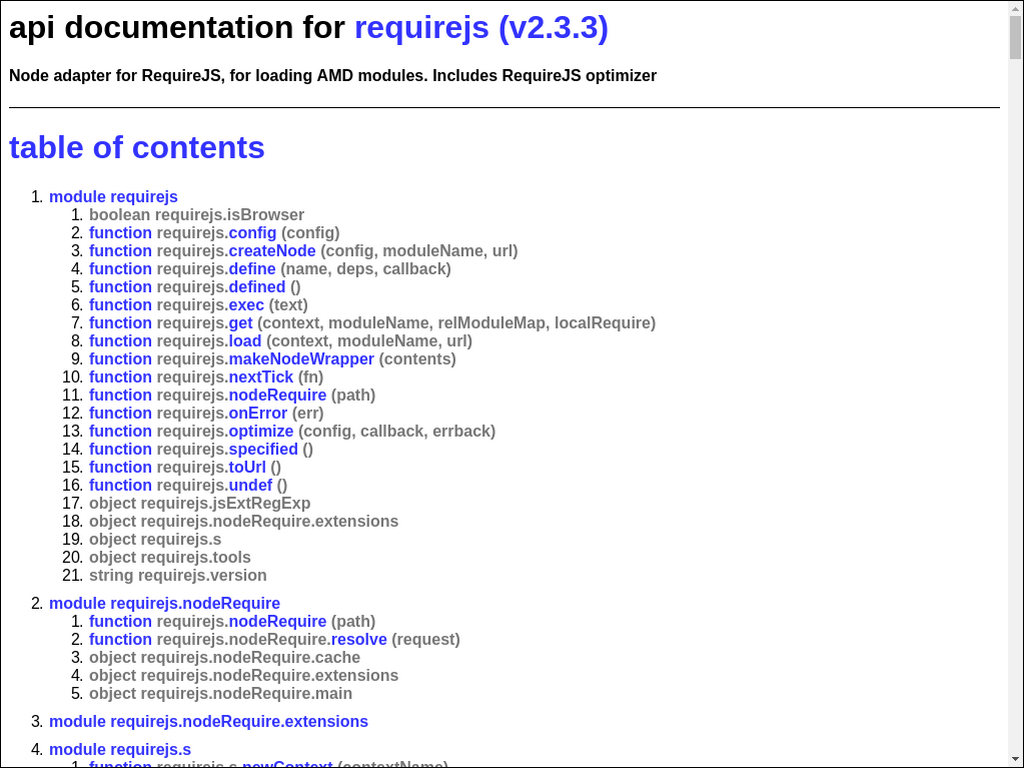 api documentation for requirejs (v2.3.3)
Node adapter for RequireJS, for loading AMD modules. Includes RequireJS optimizer
table of contents
1. module requirejs
1. boolean requirejs.isBrowser
2. function requirejs.config (config)
3. function requirejs.createNode (config, moduleName, url)
4. function requirejs.define (name, deps, callback)
5. function requirejs.defined ()
6. function requirejs.exec (text)
7. function requirejs.get (context, moduleName, relModuleMap, localRequire)
8. function requirejs.load (context, moduleName, url)
9. function requirejs.makeNodeWrapper (contents)
10. function requirejs.nextTick (fn)
11. function requirejs.nodeRequire (path)
12. function requirejs.onError (err)
13. function requirejs.optimize (config, callback, errback)
14. function requirejs.specified ()
15. function requirejs.toUrl ()
16. function requirejs.undef ()
17. object requirejs.jsExtRegExp
18. object requirejs.nodeRequire.extensions
19. object requirejs.s
20. object requirejs.tools
21. string requirejs.version
2. module requirejs.nodeRequire
1. function requirejs.nodeRequire (path)
2. function requirejs.nodeRequire.resolve (request)
3. object requirejs.nodeRequire.cache
4. object requirejs.nodeRequire.extensions
5. object requirejs.nodeRequire.main
3. module requirejs.nodeRequire.extensions
4. module requirejs.s
1. function requirejs.s.newContext (contextName)